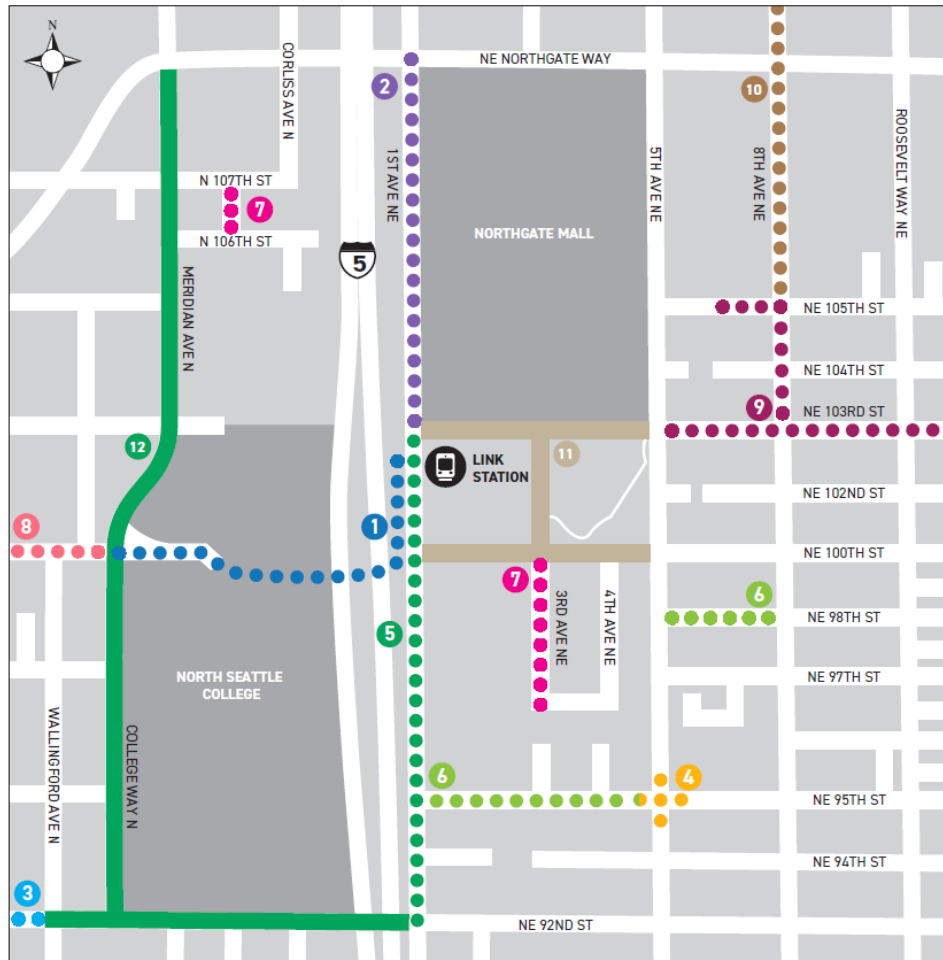 N
CORLISS AVE N
NE NORTHGATE WAY
2
10
1ST AVE NE
5TH AVE NE
8TH AVE NE
ROOSEVELT WAY NE
N 107TH ST
7
N 106TH ST
NORTHGATE MALL
5
MERIDIAN AVE N
NE 105TH ST
NE 104TH ST
9
NE 103RD ST
12
11
LINK
STATION
NE 102ND ST
8
1
NE 100TH ST
7
3RD AVE NE
4TH AVE NE
6
NE 98TH ST
5
NORTH SEATTLE
COLLEGE
NE 97TH ST
WALLINGFORD AVE N
COLLEGE WAY N
6
4
NE 95TH ST
NE 94TH ST
3
NE 92ND ST